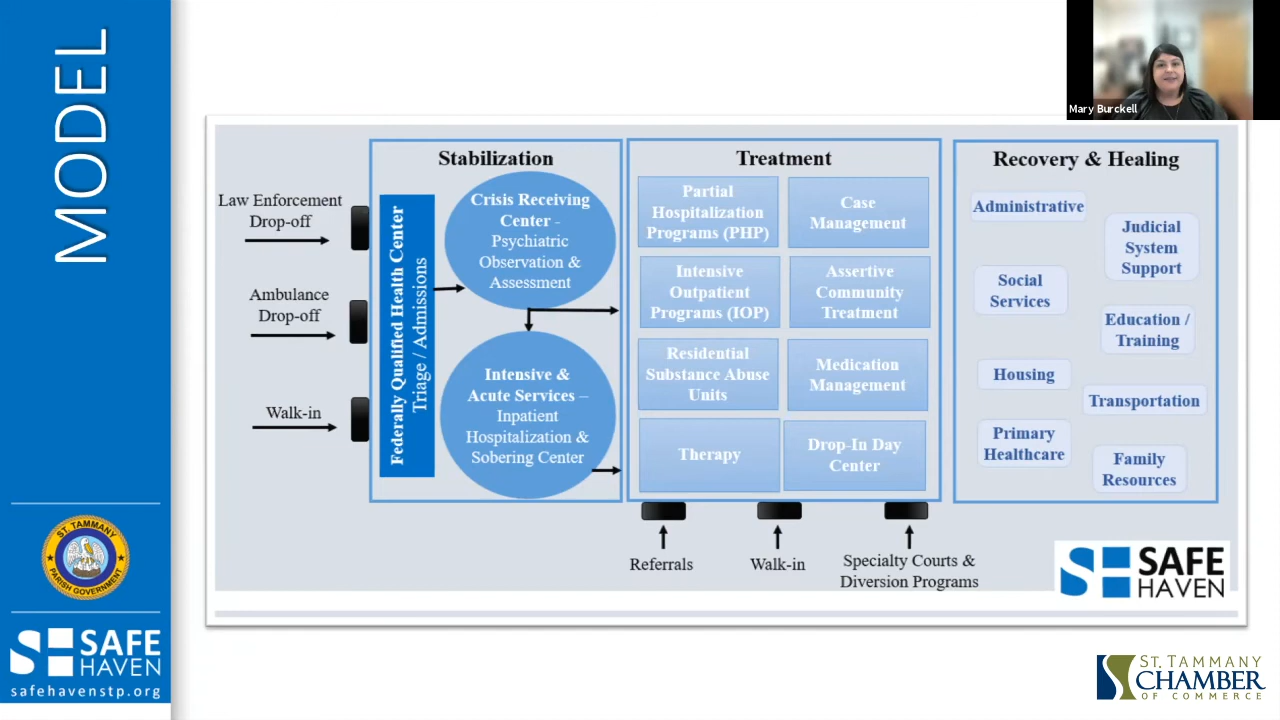 MODEL
Mary Burckell
Stabilization
Law Enforcement
Drop-off
Ambulance
Drop-off
Walk-in
Federally Qualified Health Center
Triage / Admissions
Crisis Receiving
Center -
Psychiatric
Observation &
Assessment
Intensive &
Acute Services –
Inpatient
Hospitalization &
Sobering Center
Treatment
Partial
Hospitalization
Programs (PHP)
Case
Management
Intensive
Outpatient
Programs (IOP)
Assertive
Community
Treatment
Residential
Substance Abuse
Units
Medication
Management
Therapy
Drop-In Day
Center
Referrals
Walk-in
Specialty Courts &
Diversion Programs
Recovery & Healing
Administrative
Judicial
System
Support
Social
Services
Education /
Training
Housing
Transportation
Primary
Healthcare
Family
Resources
SAFE
HAVEN
ST. TAMMANY
PARISH GOVERNMENT
SAFE
HAVEN
safehavenstp.org
ST. TAMMANY
CHAMBER
OF COMMERCE